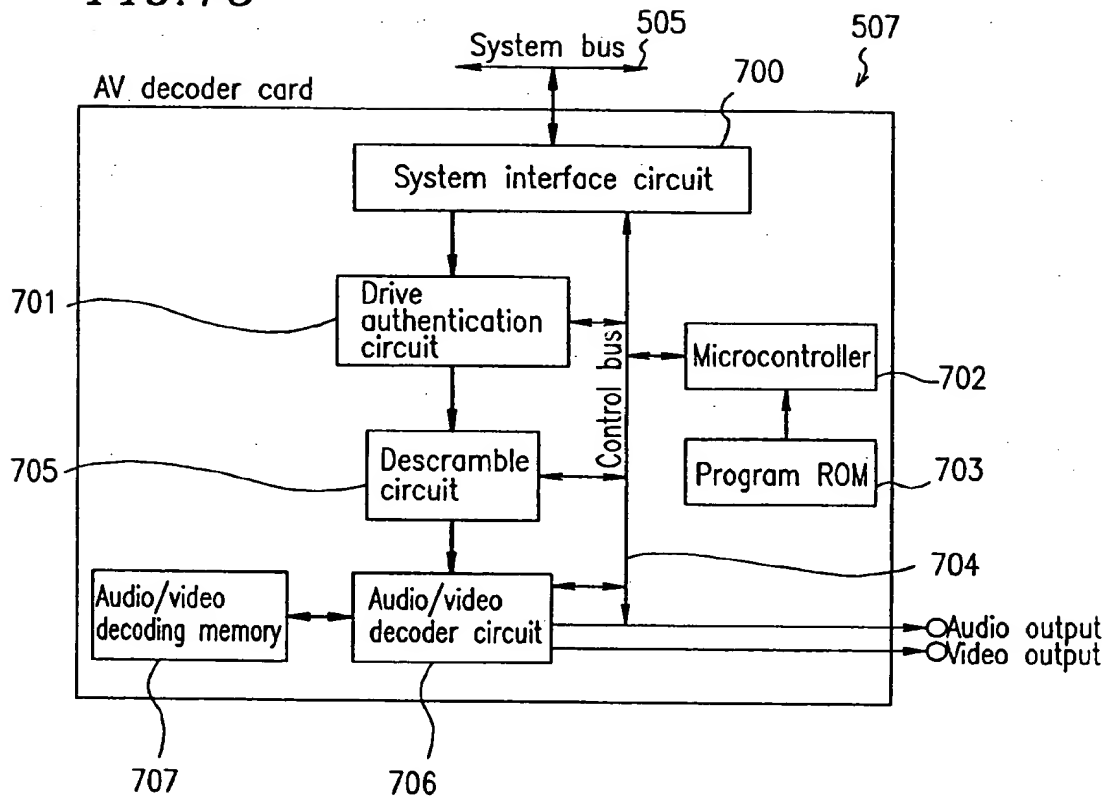 505
507
System bus
700
AV decoder card
System interface circuit
701
Drive
authentication
circuit
Control bus
Microcontroller
702
705
Descramble
circuit
Program ROM
703
704
Audio/video
decoding memory
Audio/video
decoder circuit
Audio output
Video output
707
706